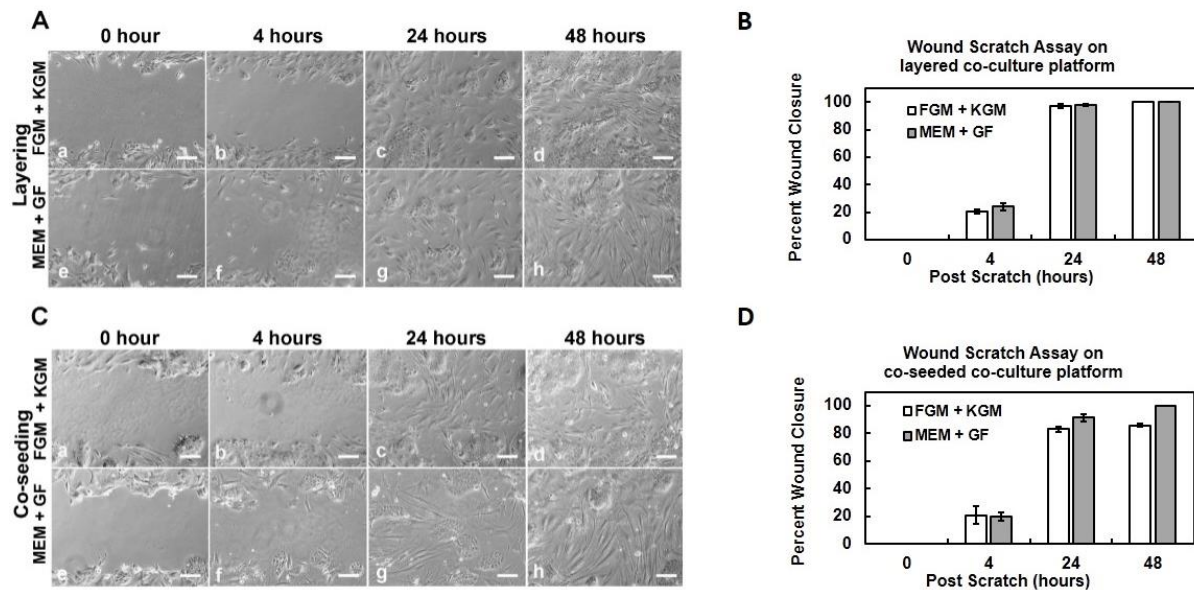 A
0 hour 4 hours 24 hours 48 hours
Layering
FGM + KGM
a b c d
MEM + GF
e f g h
B
Wound Scratch Assay on
layered co-culture platform
Percent Wound Closure
100
80
60
40
20
0
FGM + KGM
MEM + GF
0 4 24 48
Post Scratch (hours)
C
0 hour 4 hours 24 hours 48 hours
Co-seeding
FGM + KGM
a b c d
MEM + GF
e f g h
D
Wound Scratch Assay on
co-seeded co-culture platform
Percent Wound Closure
100
80
60
40
20
0
FGM + KGM
MEM + GF
0 4 24 48
Post Scratch (hours)